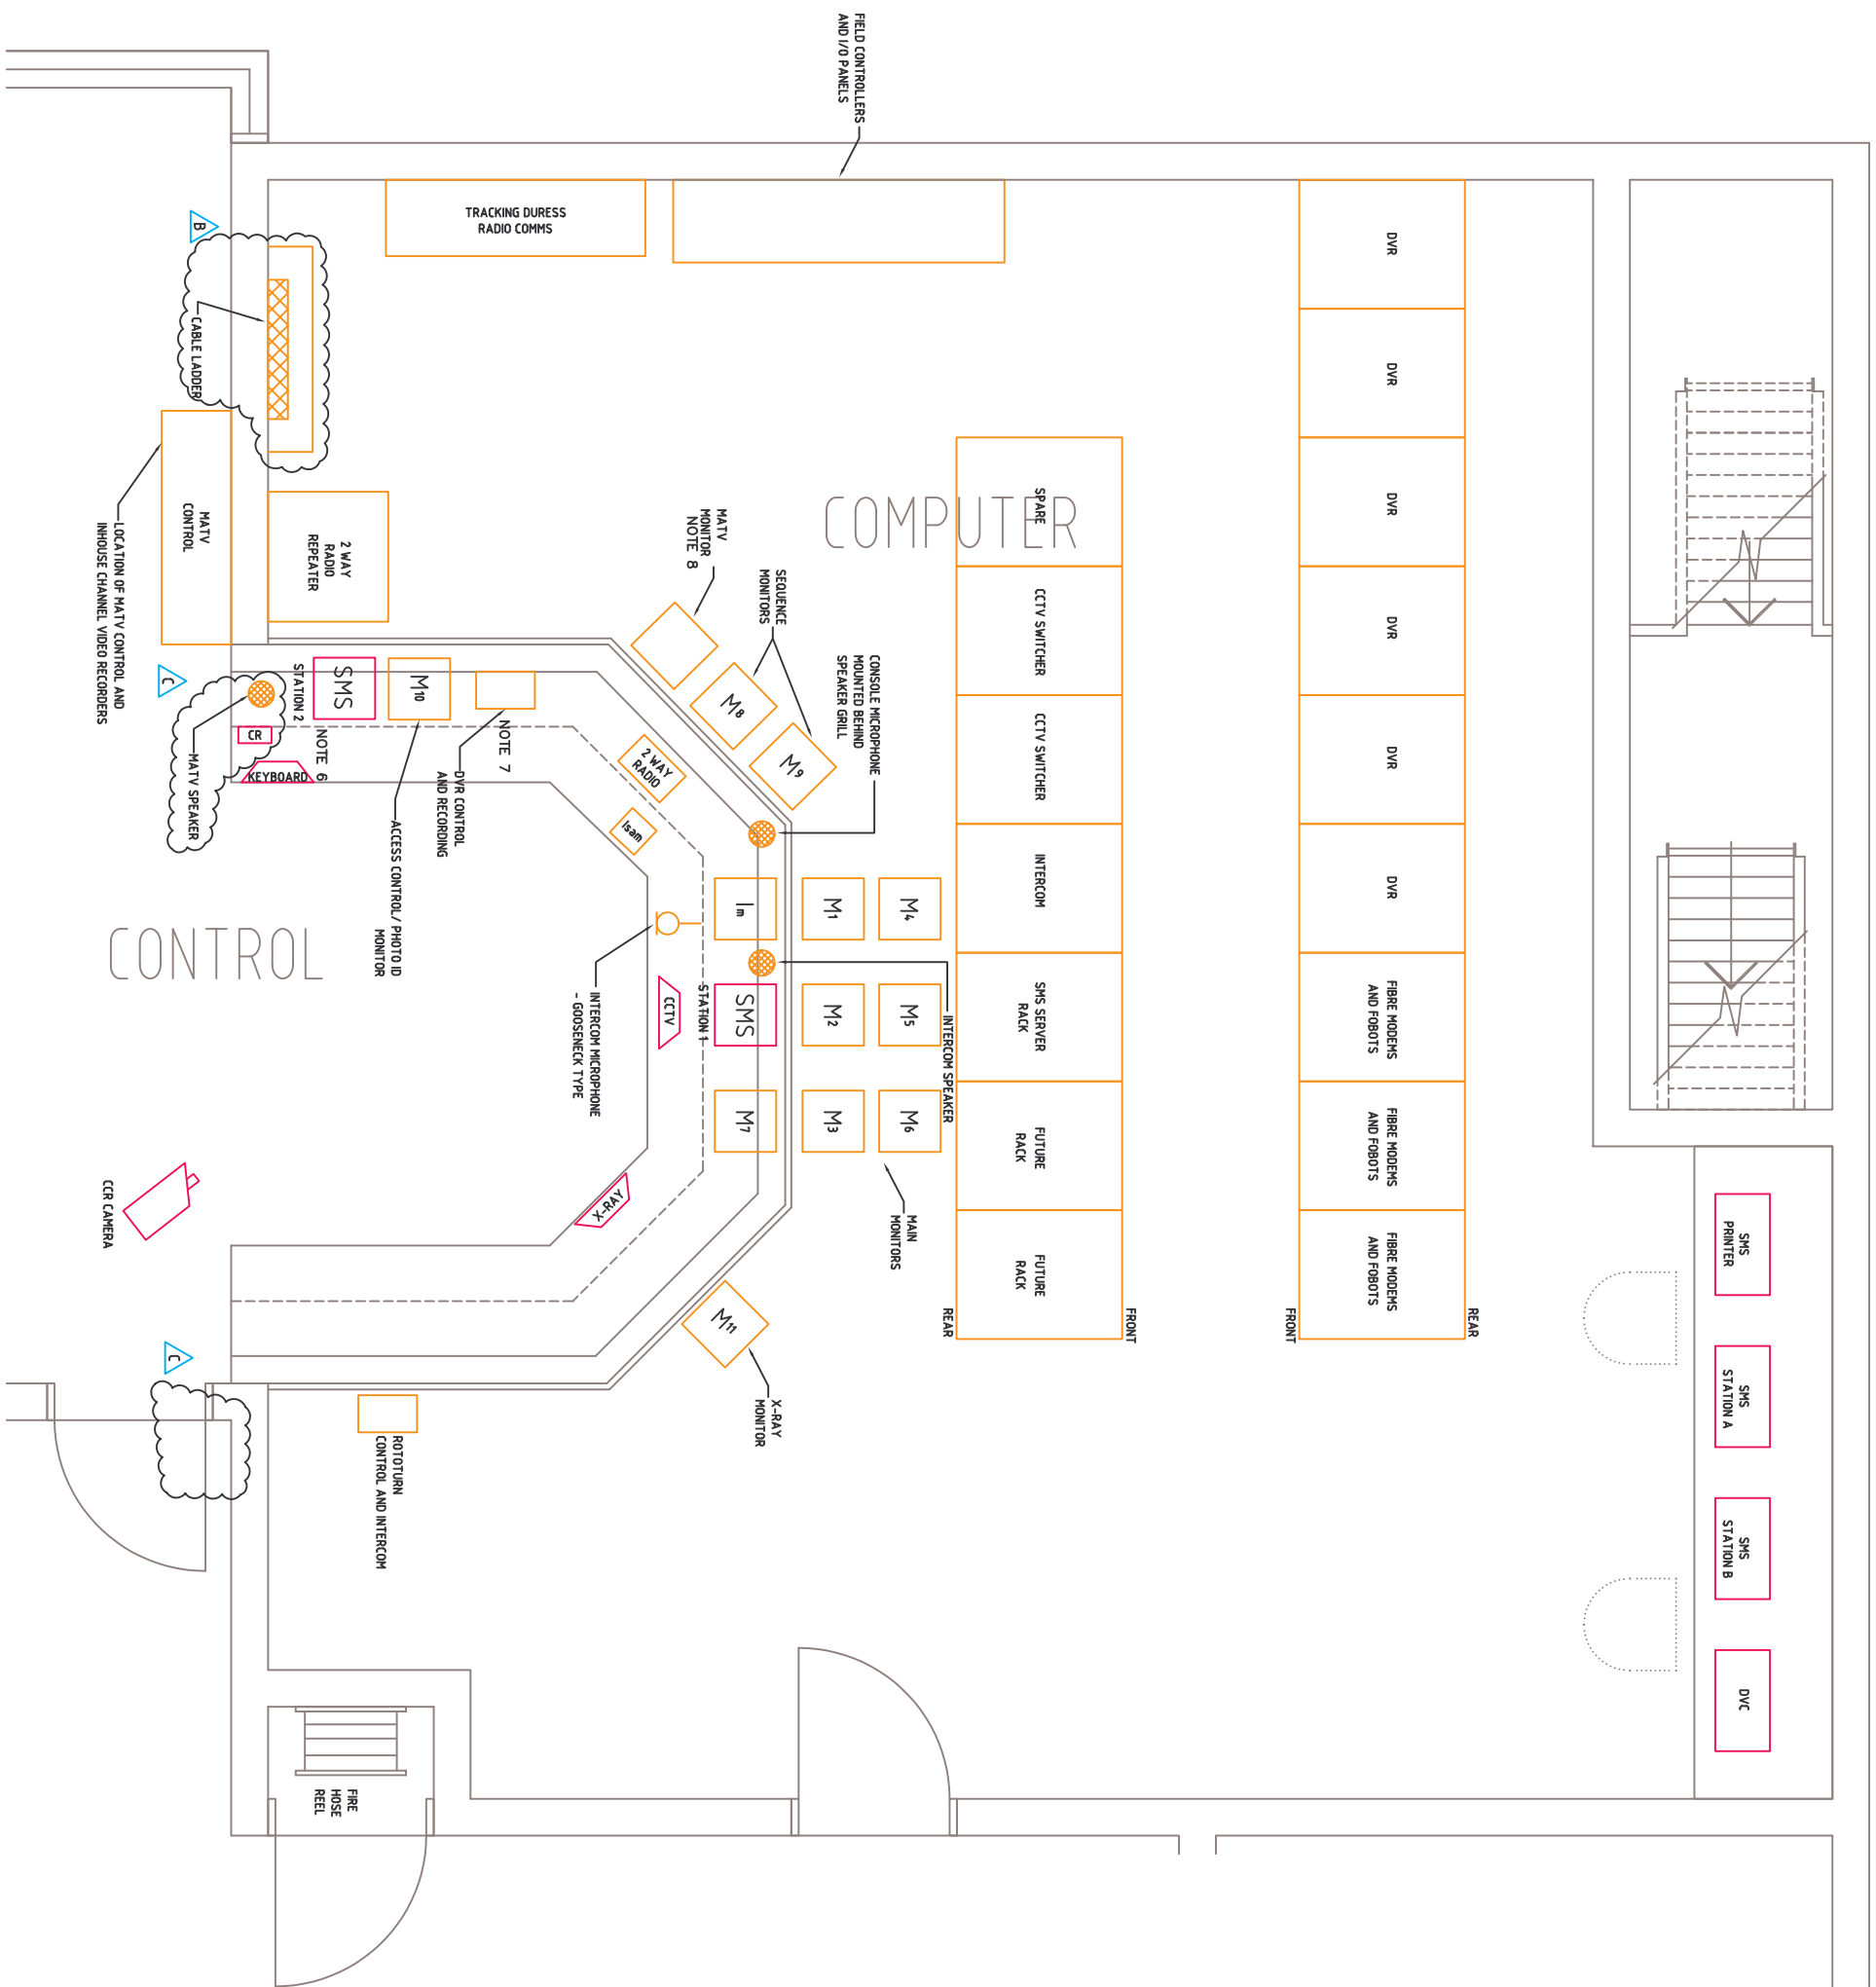 FIELD CONTROLLERS
AND I/O PANELS
TRACKING DURESS
RADIO COMMS
B
CABLE LADDER
MATV
CONTROL
LOCATION OF MATV CONTROL AND
INHOUSE CHANNEL VIDEO RECORDERS
2 WAY
RADIO
REPEATER
COMPUTER
MATV
MONITOR
NOTE 8
SEQUENCE
MONITORS
CONSOLE MICROPHONE
MOUNTED BEHIND
SPEAKER GRILL
M8
M9
C
STATION 2
SMS
M10
NOTE 7
CR
NOTE 6
KEYBOARD
MATV SPEAKER
DVR CONTROL
AND RECORDING
ACCESS CONTROL/ PHOTO ID
MONITOR
2 WAY
RADIO
Isam
Im
M1
M4
STATION 1
SMS
M2
M5
M7
M3
M6
CCTV
INTERCOM SPEAKER
INTERCOM MICROPHONE
- GOOSENECK TYPE
CONTROL
X-RAY
MAIN
MONITORS
CCR CAMERA
M11
X-RAY
MONITOR
C
ROTOTURN
CONTROL AND INTERCOM
FIRE
HOSE
REEL
SPARE
CCTV SWITCHER
CCTV SWITCHER
INTERCOM
SMS SERVER
RACK
FUTURE
RACK
FUTURE
RACK
REAR
FRONT
DVR
DVR
DVR
DVR
DVR
DVR
FIBRE MODEMS
AND FOBOTS
FIBRE MODEMS
AND FOBOTS
FIBRE MODEMS
AND FOBOTS
FRONT
REAR
SMS
PRINTER
SMS
STATION A
SMS
STATION B
DVC